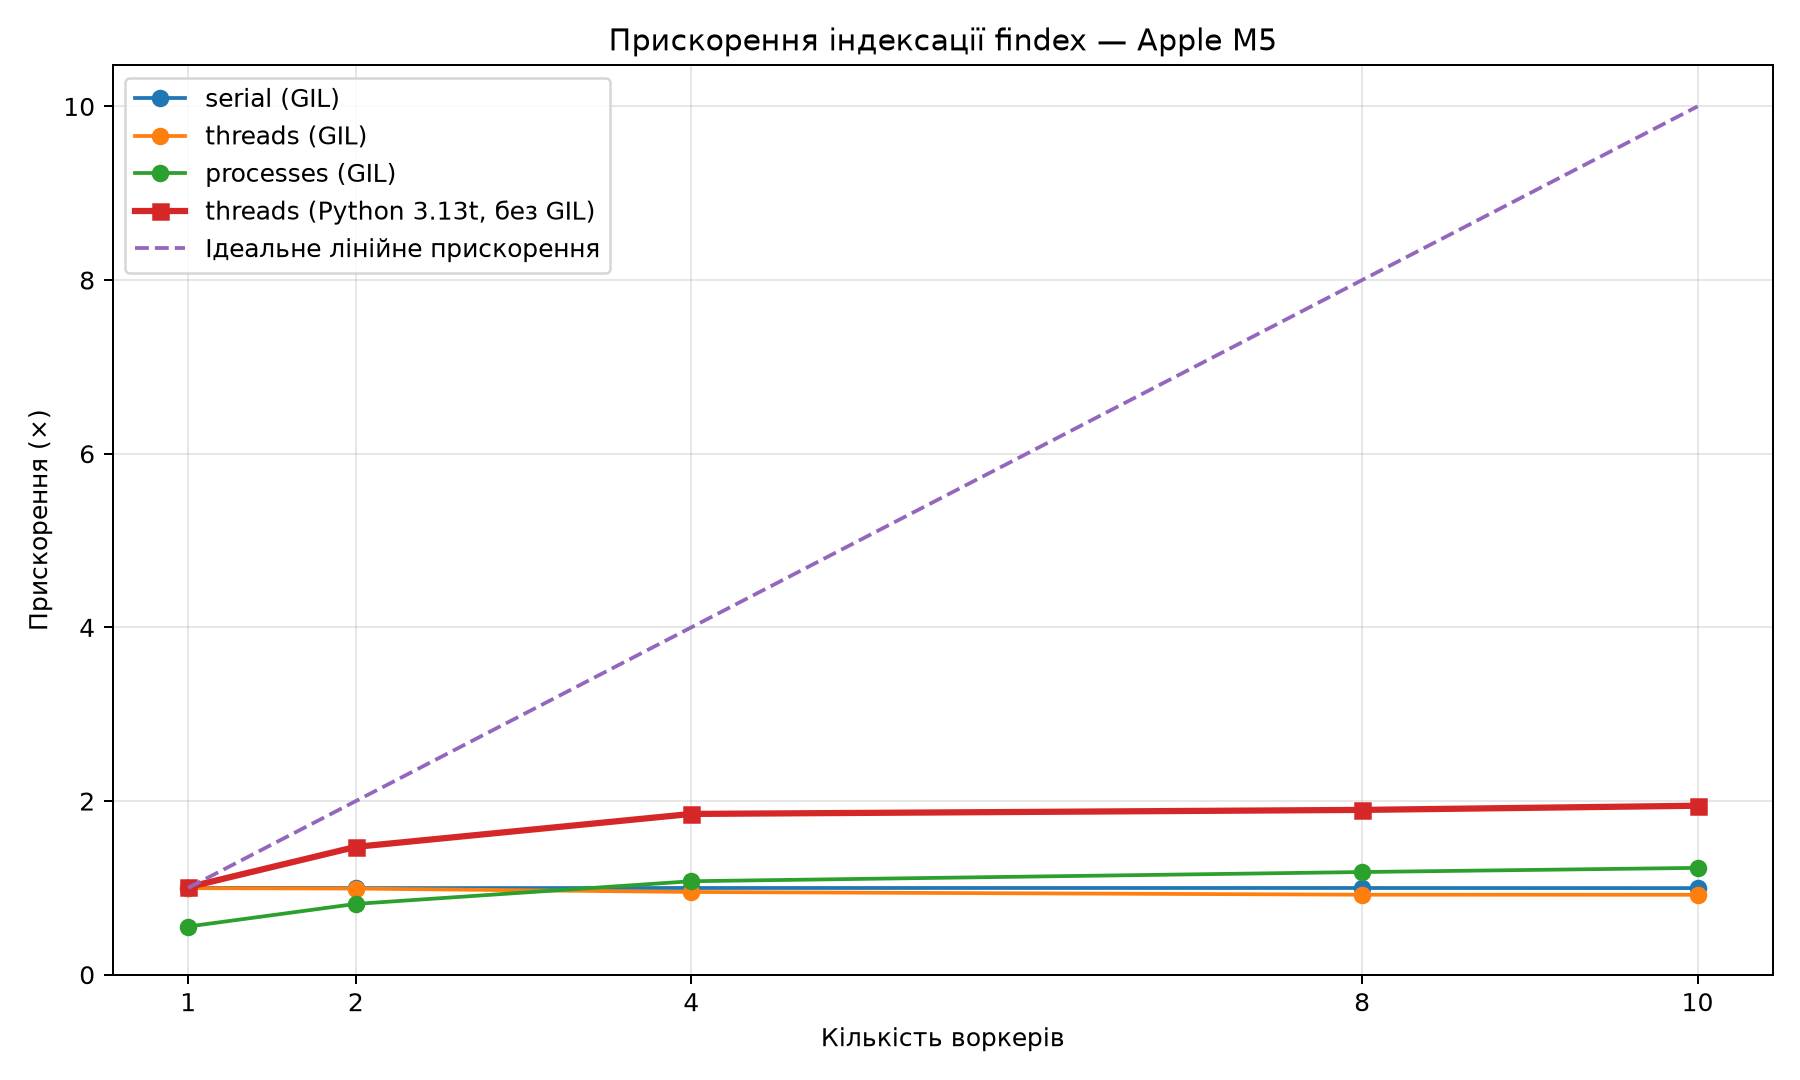 Прискорення індексації findex — Apple M5
serial (GIL)
threads (GIL)
processes (GIL)
threads (Python 3.13t, без GIL)
Ідеальне лінійне прискорення
Прискорення (×)
10
8
6
4
2
0
1 2 4 8 10
Кількість воркерів